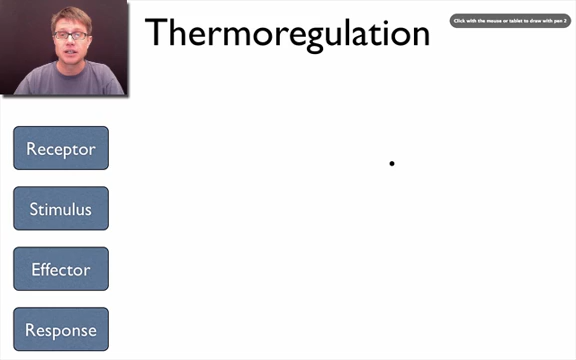 Thermoregulation
Click with the mouse or tablet to draw with pen 2
Receptor
Stimulus
Effector
Response